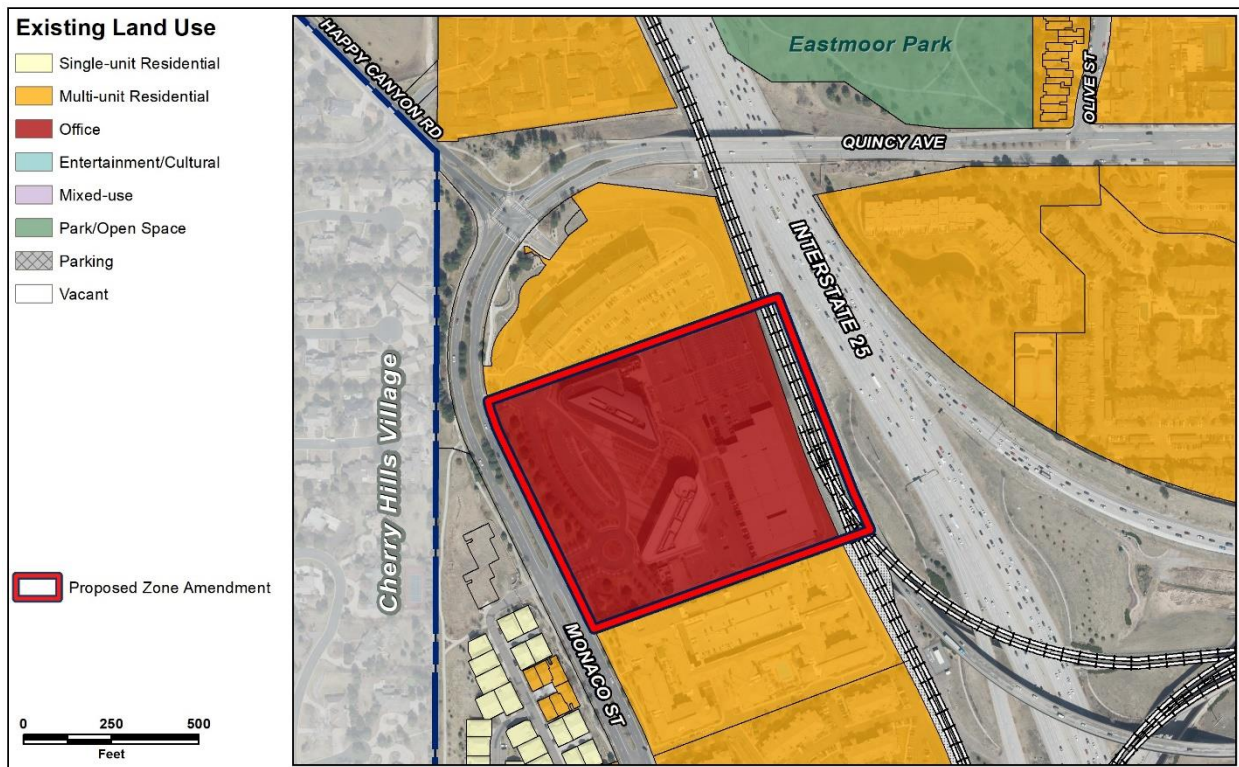 Existing Land Use
Single-unit Residential
Multi-unit Residential
Office
Entertainment/Cultural
Mixed-use
Park/Open Space
Parking
Vacant
Proposed Zone Amendment
0 250 500
Feet
HAPPY CANYON RD
Eastmoor Park
OLIVE ST
QUINCY AVE
INTERSTATE 25
Cherry Hills Village
MONACO ST